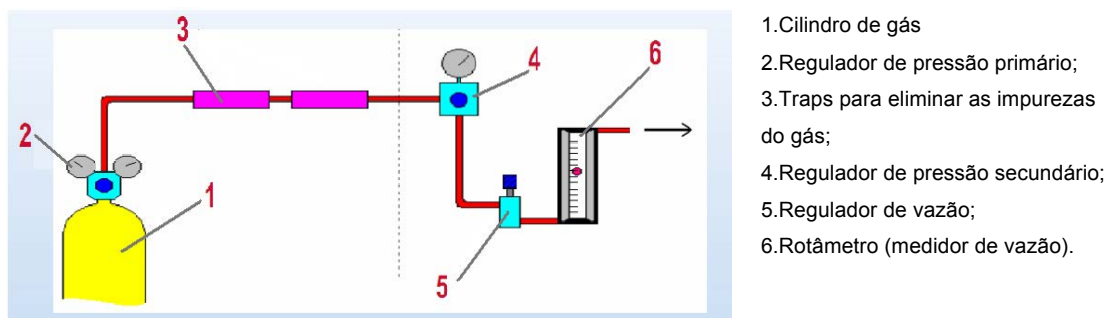 3
4
6
2
1
5
1.Cilindro de gás
2.Regulador de pressão primário;
3.Traps para eliminar as impurezas
do gás;
4.Regulador de pressão secundário;
5.Regulador de vazão;
6.Rotâmetro (medidor de vazão).